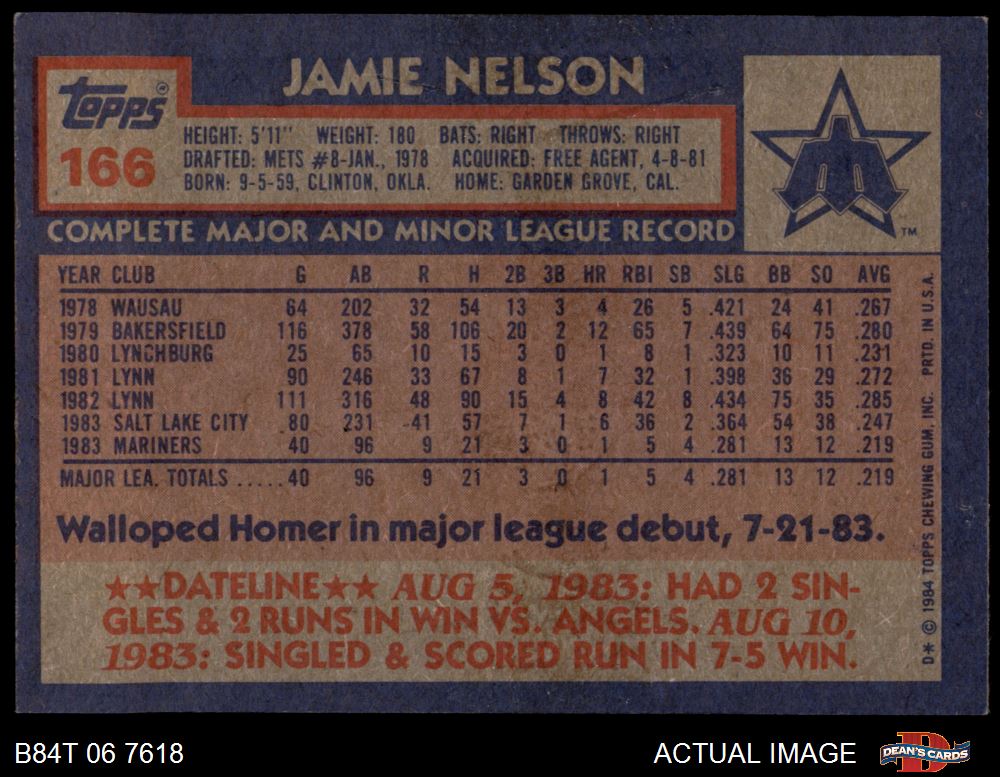 JAMIE NELSON
Topps®
166
HEIGHT: 5'11" WEIGHT: 180 BATS: RIGHT THROWS: RIGHT
DRAFTED: METS #8-JAN., 1978 ACQUIRED: FREE AGENT, 4-8-81
BORN: 9-5-59, CLINTON, OKLA. HOME: GARDEN GROVE, CAL.
TM
COMPLETE MAJOR AND MINOR LEAGUE RECORD
YEAR CLUB G AB R H 2B 3B HR RBI SB SLG BB SO AVG
1978 WAUSAU 64 202 32 54 13 3 4 26 5 .421 24 41 .267
1979 BAKERSFIELD 116 378 58 106 20 2 12 65 7 .439 64 75 .280
1980 LYNCHBURG 25 65 10 15 3 0 1 8 1 .323 10 11 .231
1981 LYNN 90 246 33 67 8 1 7 32 1 .398 36 29 .272
1982 LYNN 111 316 48 90 15 4 8 42 8 .434 75 35 .285
1983 SALT LAKE CITY 80 231 41 57 7 1 6 36 2 .364 54 38 .247
1983 MARINERS 40 96 9 21 3 0 1 5 4 .281 13 12 .219
MAJOR LEA. TOTALS ..... 40 96 9 21 3 0 1 5 4 .281 13 12 .219
Walloped Homer in major league debut, 7-21-83.
★★DATELINE★★ AUG 5, 1983: HAD 2 SIN-
GLES & 2 RUNS IN WIN VS. ANGELS. AUG 10,
1983: SINGLED & SCORED RUN IN 7-5 WIN.
D* © 1984 TOPPS CHEWING GUM, INC. PRTD. IN U.S.A.
B84T 06 7618
ACTUAL IMAGE
DEAN'S CARDS